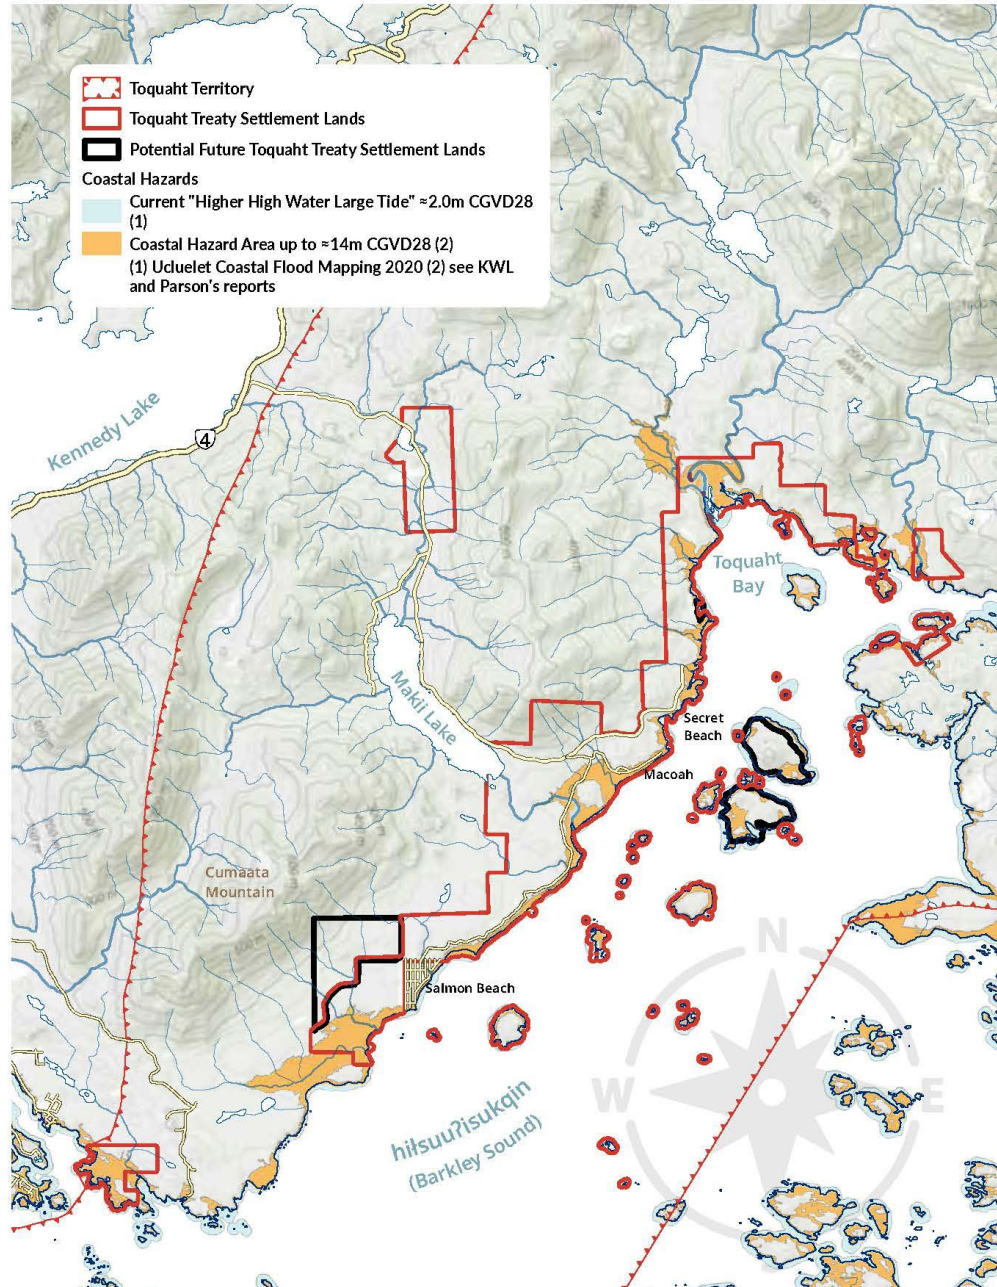 Toquaht Territory
Toquaht Treaty Settlement Lands
Potential Future Toquaht Treaty Settlement Lands
Coastal Hazards
Current "Higher High Water Large Tide" ≈2.0m CGVD28
(1)
Coastal Hazard Area up to ≈14m CGVD28 (2)
(1) Ucluelet Coastal Flood Mapping 2020 (2) see KWL
and Parson's reports
Kennedy Lake
4
Toquaht
Bay
Makii Lake
Secret
Beach
Macoah
Cumaata
Mountain
Salmon Beach
N
W
E
hiłsuuʔisukqin
(Barkley Sound)